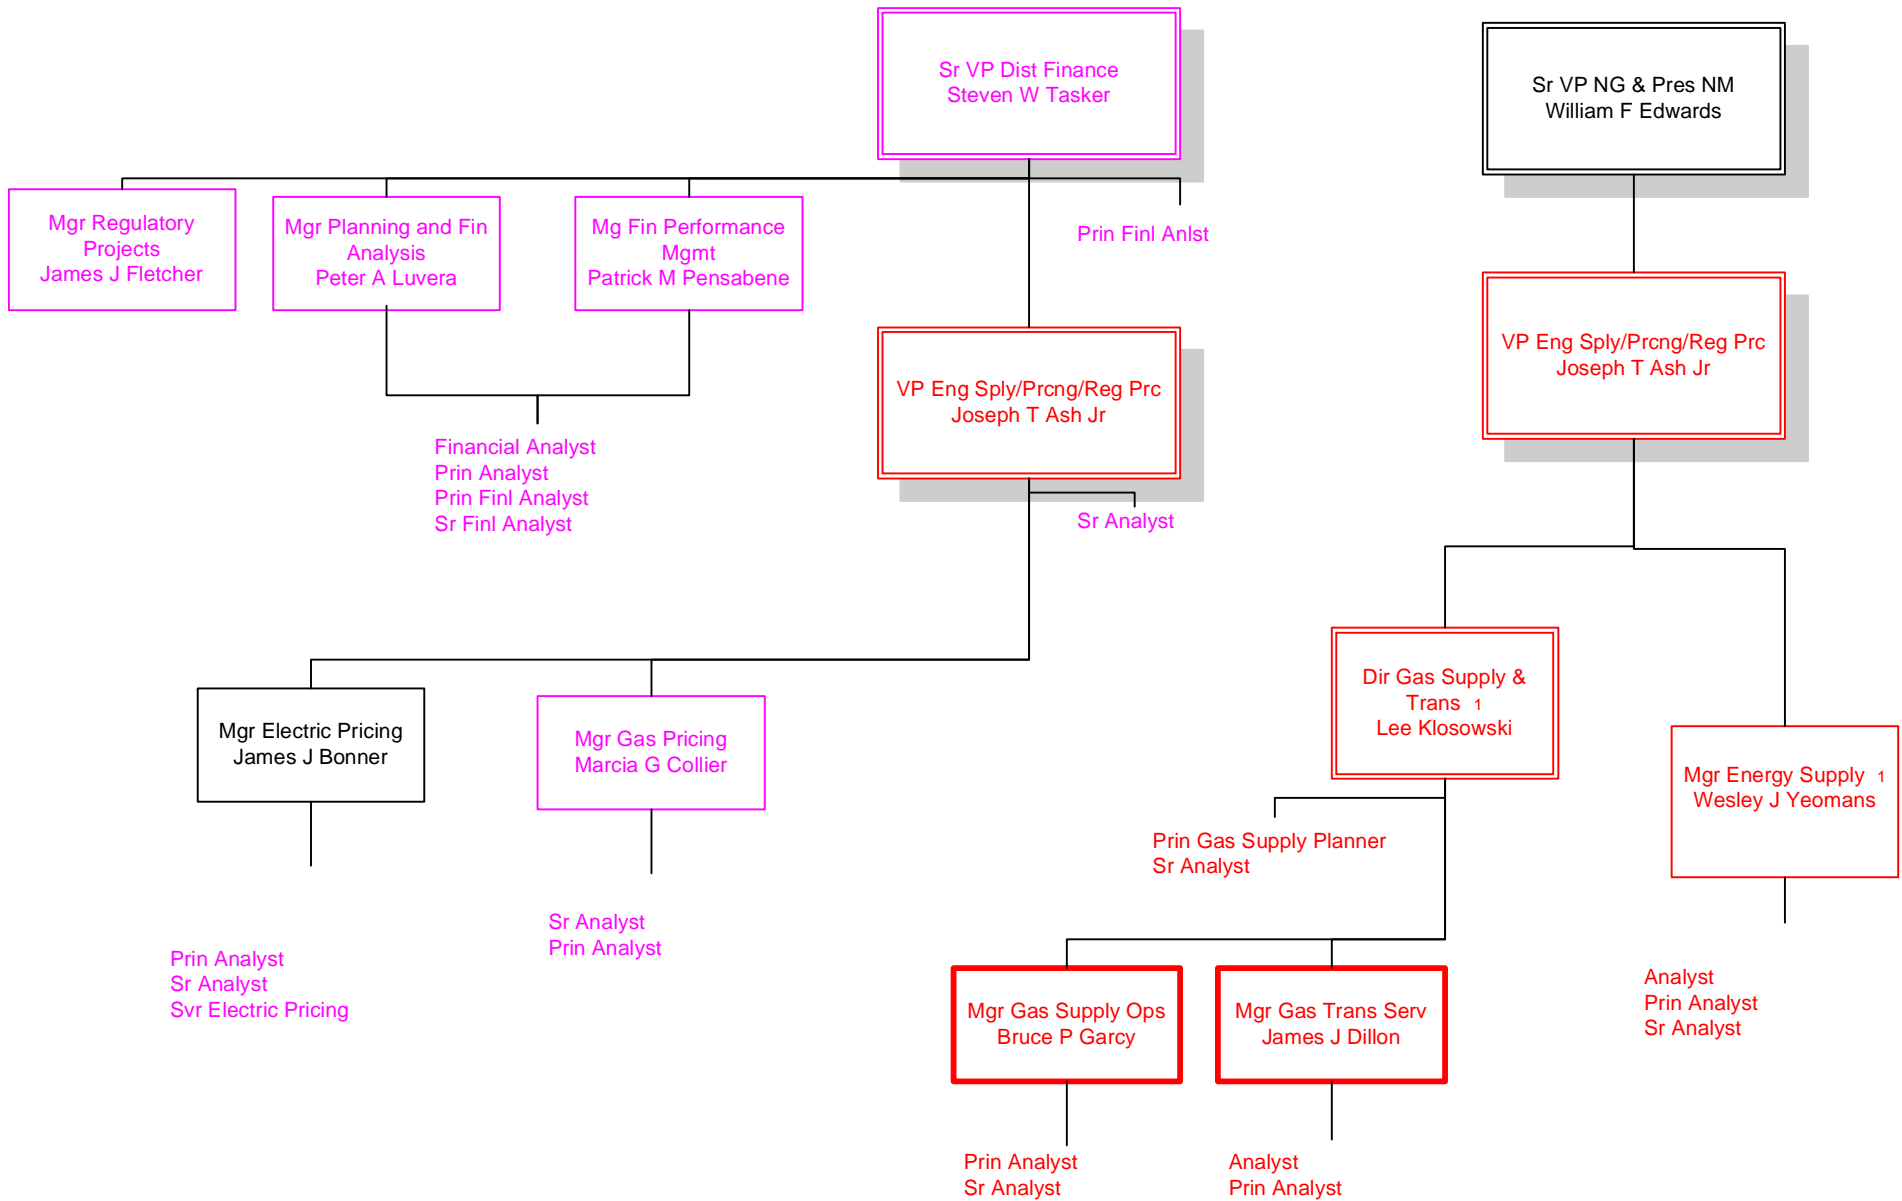 Sr VP Dist Finance
Steven W Tasker
Sr VP NG & Pres NM
William F Edwards
Mgr Regulatory
Projects
James J Fletcher
Mgr Planning and Fin
Analysis
Peter A Luvera
Mg Fin Performance
Mgmt
Patrick M Pensabene
Prin Finl Anlst
VP Eng Sply/Prcng/Reg Prc
Joseph T Ash Jr
VP Eng Sply/Prcng/Reg Prc
Joseph T Ash Jr
Financial Analyst
Prin Analyst
Prin Finl Analyst
Sr Finl Analyst
Sr Analyst
Mgr Electric Pricing
James J Bonner
Mgr Gas Pricing
Marcia G Collier
Dir Gas Supply &
Trans 1
Lee Klosowski
Mgr Energy Supply 1
Wesley J Yeomans
Prin Gas Supply Planner
Sr Analyst
Prin Analyst
Sr Analyst
Svr Electric Pricing
Sr Analyst
Prin Analyst
Mgr Gas Supply Ops
Bruce P Garcy
Mgr Gas Trans Serv
James J Dillon
Analyst
Prin Analyst
Sr Analyst
Prin Analyst
Sr Analyst
Analyst
Prin Analyst